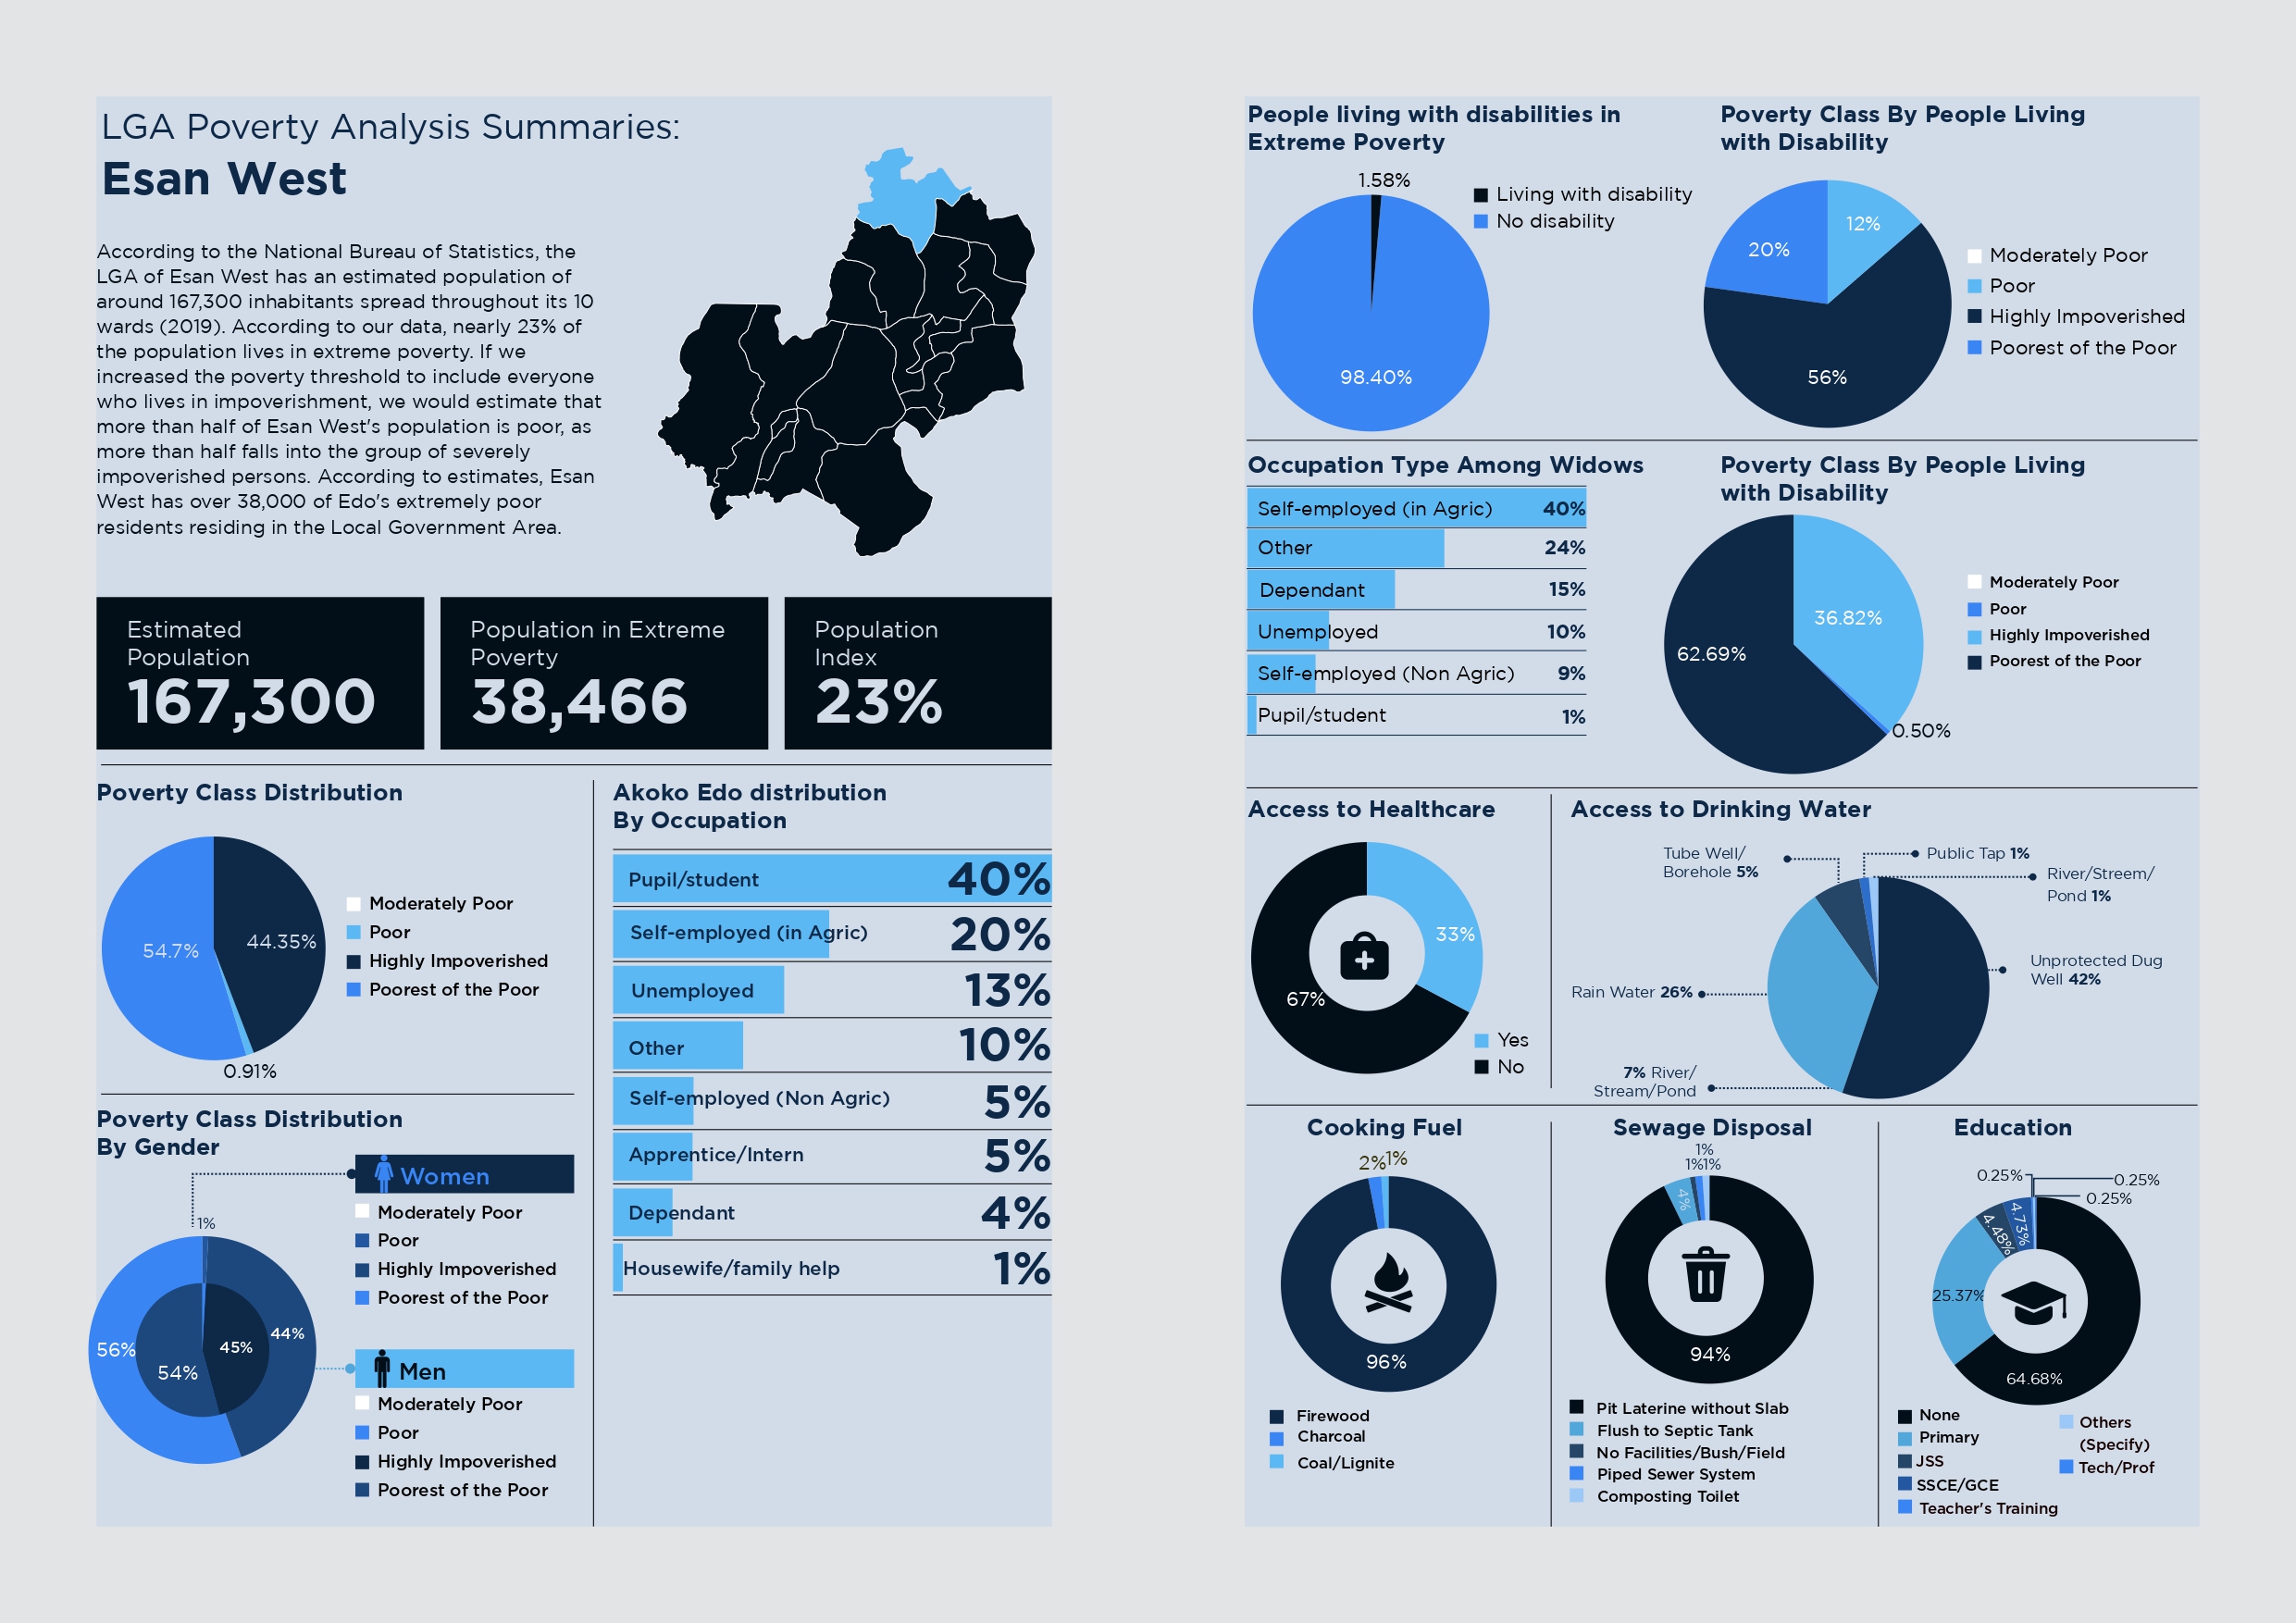 LGA Poverty Analysis Summaries:
Esan West
According to the National Bureau of Statistics, the
LGA of Esan West has an estimated population of
around 167,300 inhabitants spread throughout its 10
wards (2019). According to our data, nearly 23% of
the population lives in extreme poverty. If we
increased the poverty threshold to include everyone
who lives in impoverishment, we would estimate that
more than half of Esan West's population is poor, as
more than half falls into the group of severely
impoverished persons. According to estimates, Esan
West has over 38,000 of Edo's extremely poor
residents residing in the Local Government Area.
Estimated
Population
167,300
Population in Extreme
Poverty
38,466
Population
Index
23%
Poverty Class Distribution
54.7%
44.35%
0.91%
Moderately Poor
Poor
Highly Impoverished
Poorest of the Poor
Poverty Class Distribution
By Gender
1%
56%
54%
45%
44%
Women
Moderately Poor
Poor
Highly Impoverished
Poorest of the Poor
Men
Moderately Poor
Poor
Highly Impoverished
Poorest of the Poor
Akoko Edo distribution
By Occupation
Pupil/student 40%
Self-employed (in Agric) 20%
Unemployed 13%
Other 10%
Self-employed (Non Agric) 5%
Apprentice/Intern 5%
Dependant 4%
Housewife/family help 1%
People living with disabilities in
Extreme Poverty
1.58%
98.40%
Living with disability
No disability
Poverty Class By People Living
with Disability
12%
20%
56%
Moderately Poor
Poor
Highly Impoverished
Poorest of the Poor
Occupation Type Among Widows
Self-employed (in Agric) 40%
Other 24%
Dependant 15%
Unemployed 10%
Self-employed (Non Agric) 9%
Pupil/student 1%
Poverty Class By People Living
with Disability
36.82%
62.69%
0.50%
Moderately Poor
Poor
Highly Impoverished
Poorest of the Poor
Access to Healthcare
33%
67%
Yes
No
Access to Drinking Water
Tube Well/
Borehole 5%
Public Tap 1%
River/Streem/
Pond 1%
Unprotected Dug
Well 42%
Rain Water 26%
7% River/
Stream/Pond
Cooking Fuel
2% 1%
96%
Firewood
Charcoal
Coal/Lignite
Sewage Disposal
1%
1% 1%
4%
94%
Pit Laterine without Slab
Flush to Septic Tank
No Facilities/Bush/Field
Piped Sewer System
Composting Toilet
Education
0.25%
0.25%
0.25%
4.48%
4.73%
25.37%
64.68%
None
Primary
JSS
SSCE/GCE
Teacher's Training
Others
(Specify)
Tech/Prof